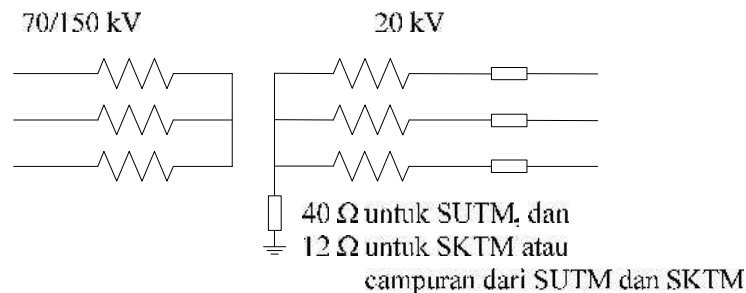 70/150 kV
20 kV
40 Ω untuk SUTM, dan
12 Ω untuk SKTM atau
campuran dari SUTM dan SKTM